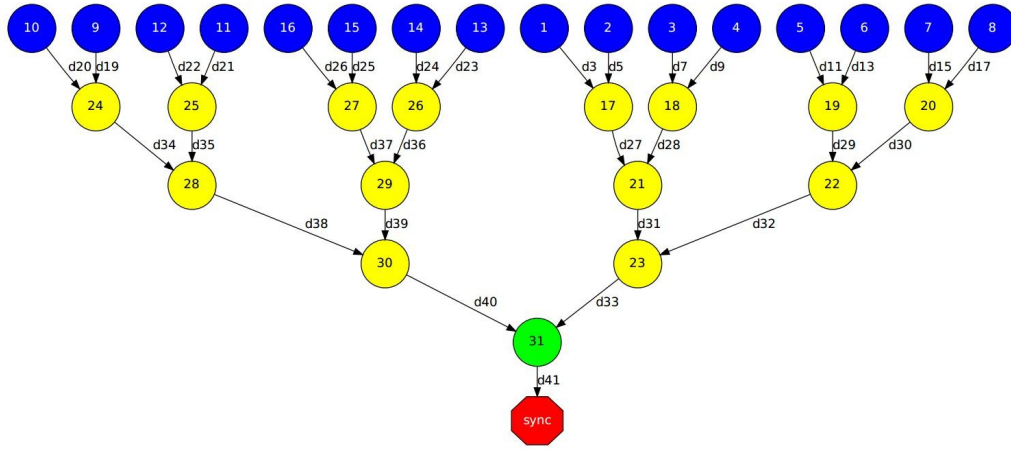 10 9 12 11 16 15 14 13 1 2 3 4 5 6 7 8
d20 d19 d22 d21 d26 d25 d24 d23 d3 d5 d7 d9 d11 d13 d15 d17
24 25 27 26 17 18 19 20
d34 d35 d37 d36 d27 d28 d29 d30
28 29 21 22
d38 d39 d31 d32
30 23
d40 d33
31
d41
sync